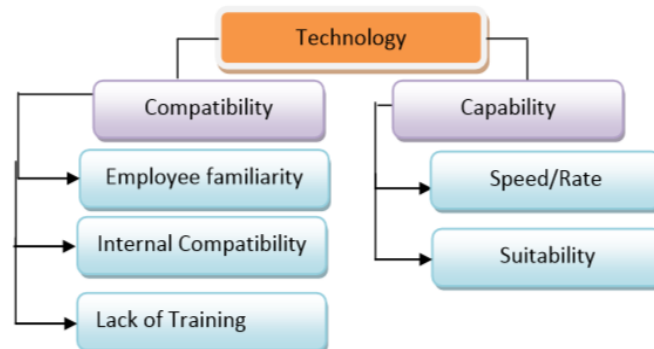 Technology
Compatibility
Capability
Employee familiarity
Speed/Rate
Internal Compatibility
Suitability
Lack of Training